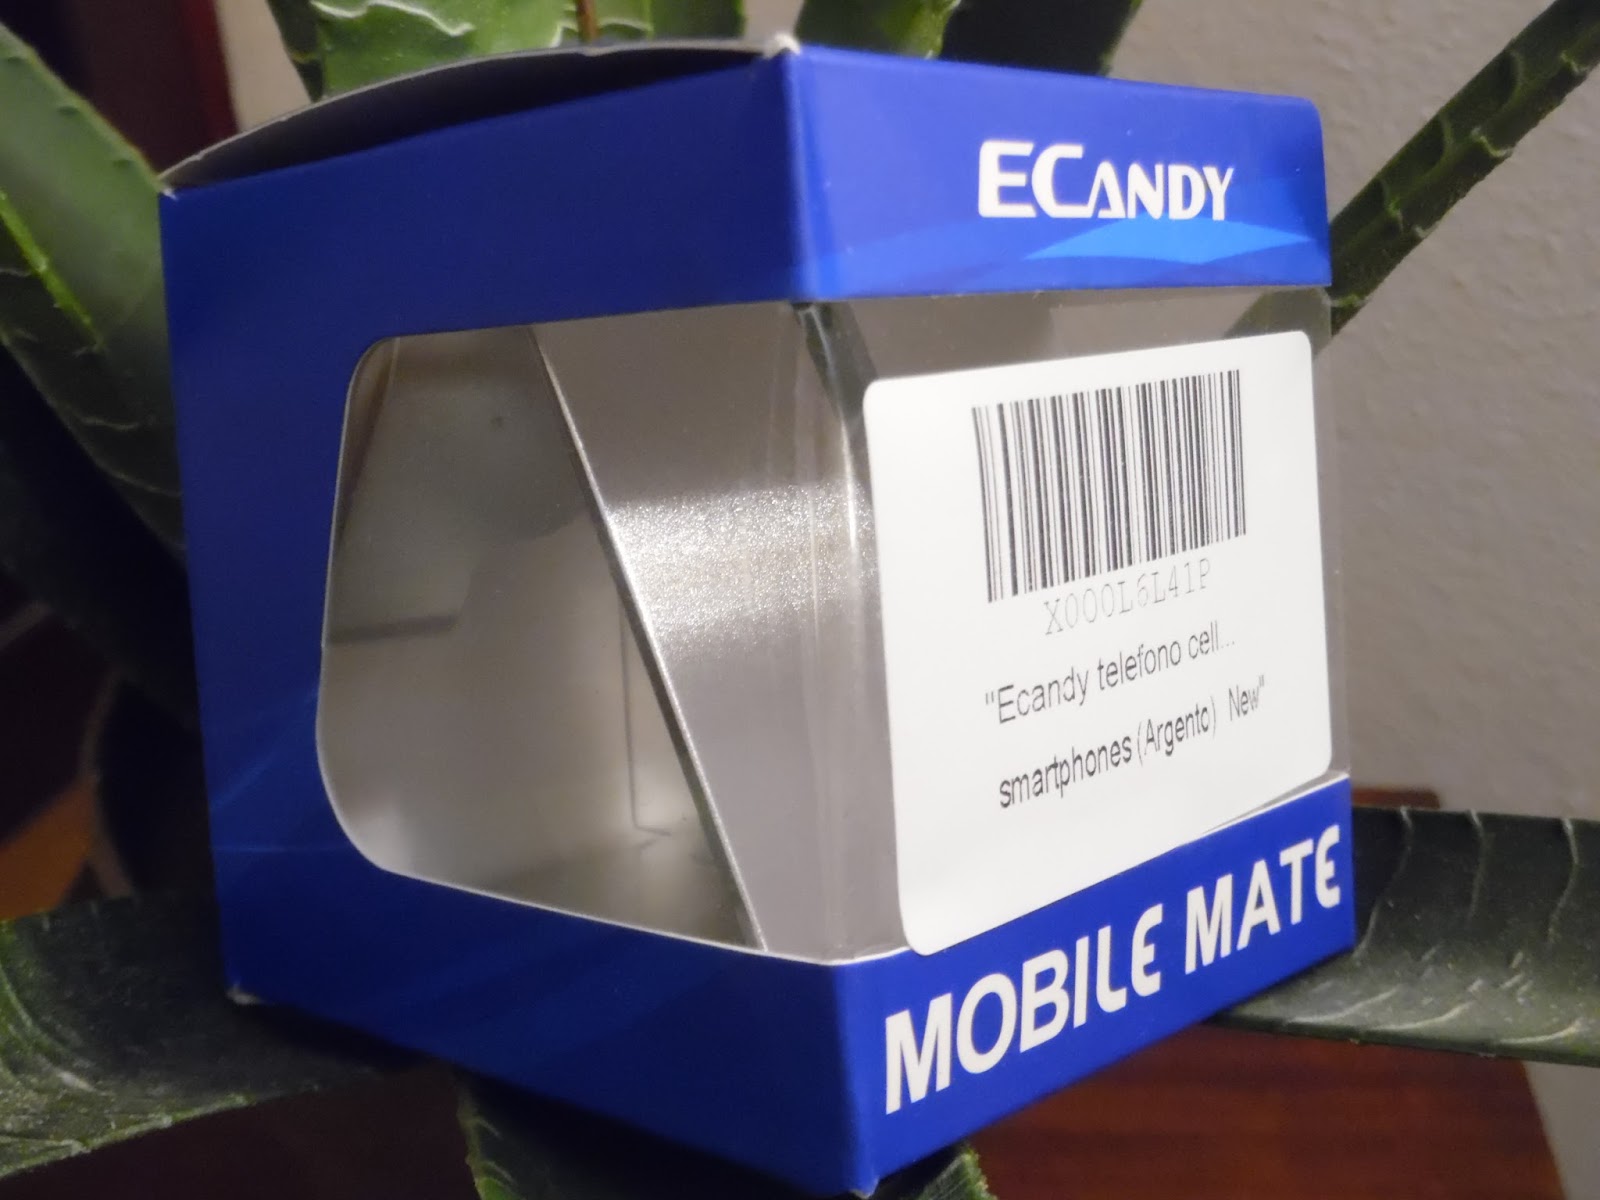 ECANDY
X000L6L41P
"Ecandy telefono cell...
smartphones (Argento) New"
MOBILE MATE